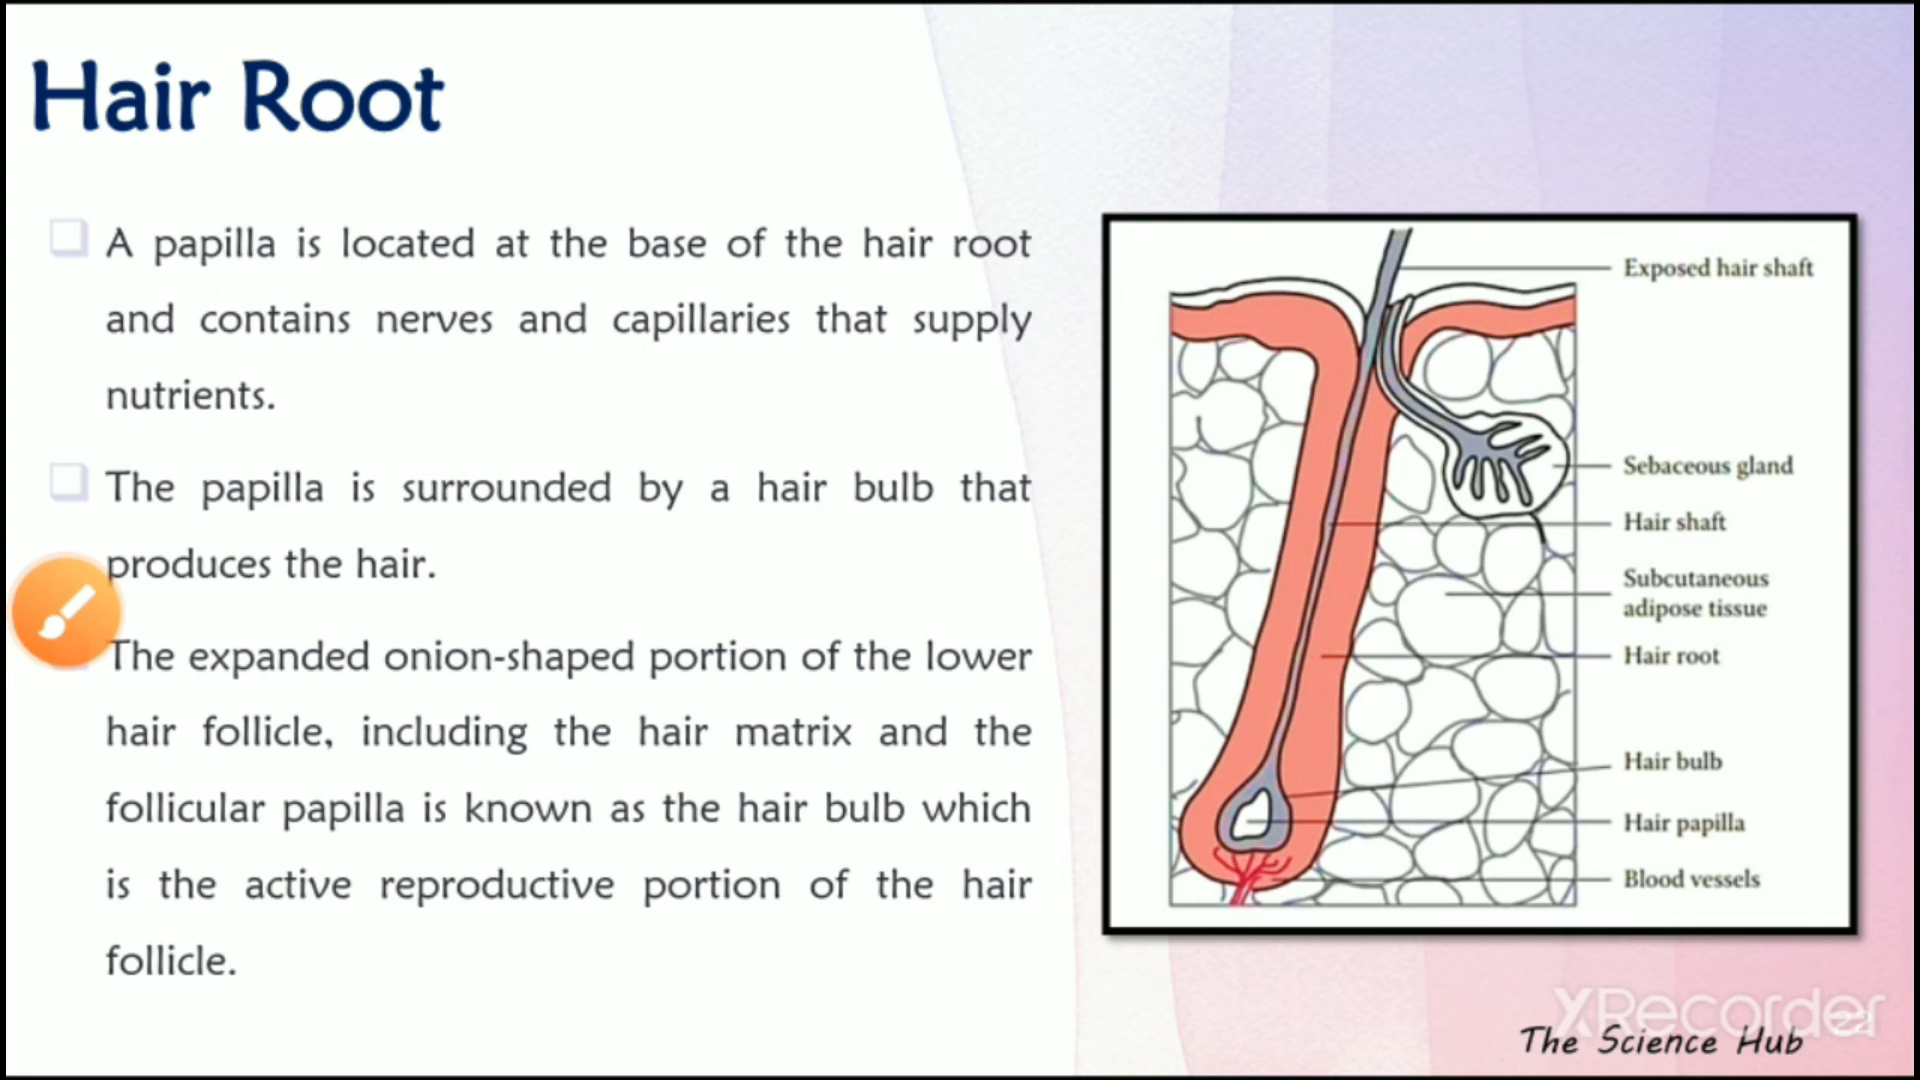 Hair Root
A papilla is located at the base of the hair root
and contains nerves and capillaries that supply
nutrients.
The papilla is surrounded by a hair bulb that
produces the hair.
The expanded onion-shaped portion of the lower
hair follicle, including the hair matrix and the
follicular papilla is known as the hair bulb which
is the active reproductive portion of the hair
follicle.
Exposed hair shaft
Sebaceous gland
Hair shaft
Subcutaneous
adipose tissue
Hair root
Hair bulb
Hair papilla
Blood vessels
XRecorder
22
The Science Hub